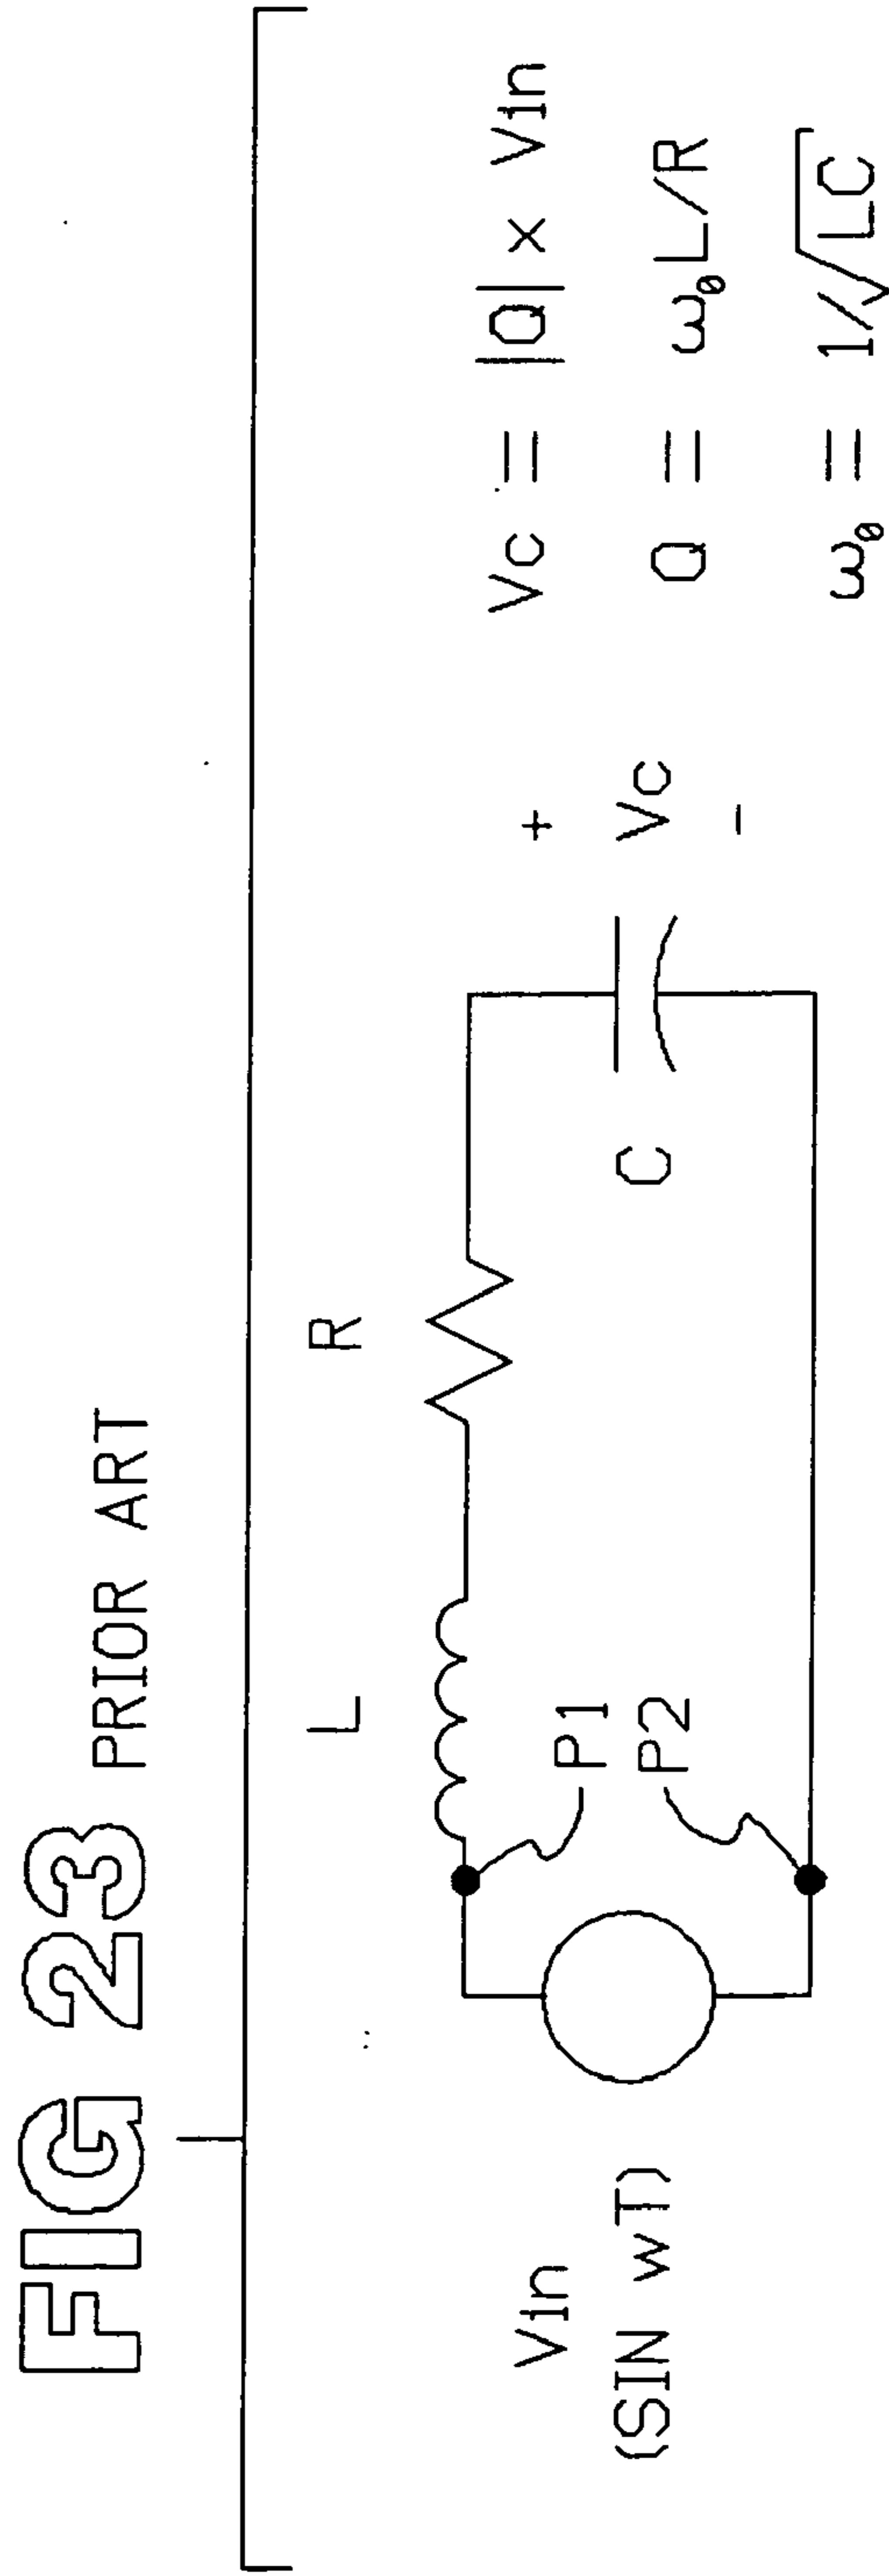 FIG 23 PRIOR ART
L
R
P1
P2
Vin
(SIN wT)
C
+
Vc
-
Vc = |Q| x Vin
Q = ω₀L/R
ω₀ = 1/√LC